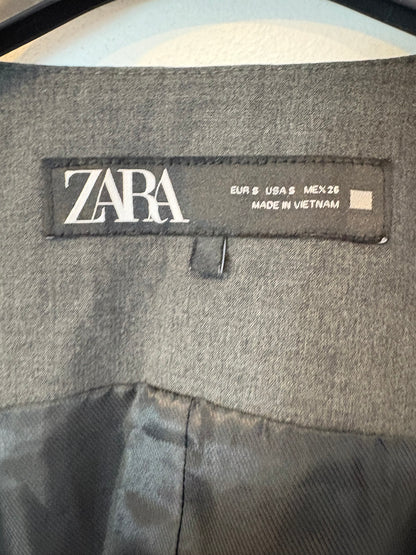 ZARA
EUR S USA S MEX 26
MADE IN VIETNAM